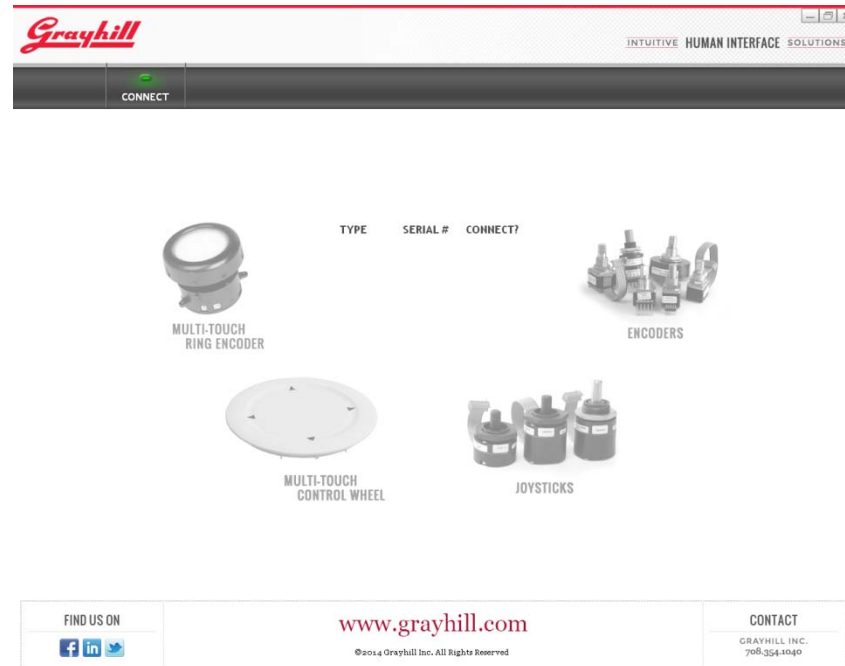 Grayhill
INTUITIVE HUMAN INTERFACE SOLUTIONS
CONNECT
TYPE SERIAL # CONNECT?
MULTI-TOUCH
RING ENCODER
ENCODERS
MULTI-TOUCH
CONTROL WHEEL
JOYSTICKS
FIND US ON
f in
www.grayhill.com
©2014 Grayhill Inc. All Rights Reserved
CONTACT
GRAYHILL INC.
708.354.1040